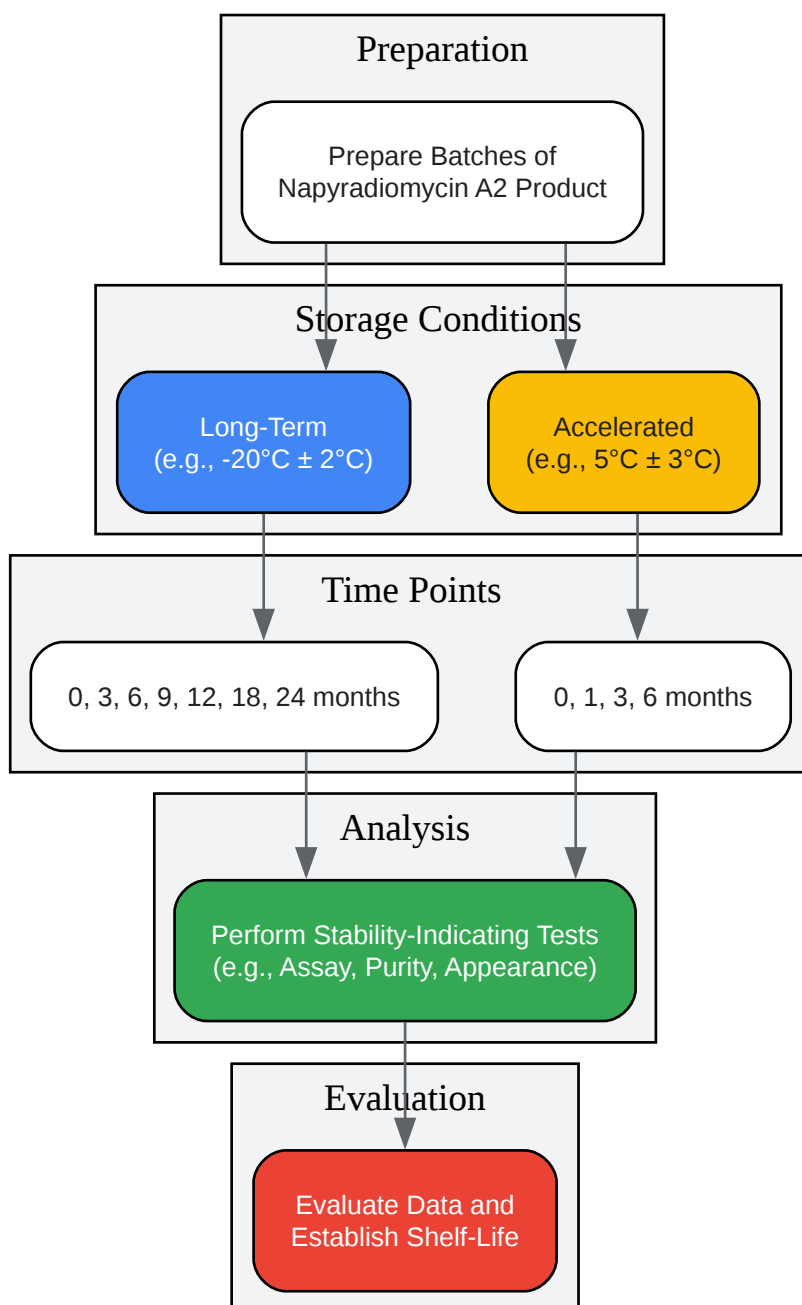 Preparation
Prepare Batches of
Napyradiomycin A2 Product
Storage Conditions
Long-Term
(e.g., -20°C ± 2°C)
Accelerated
(e.g., 5°C ± 3°C)
Time Points
0, 3, 6, 9, 12, 18, 24 months
0, 1, 3, 6 months
Analysis
Perform Stability-Indicating Tests
(e.g., Assay, Purity, Appearance)
Evaluation
Evaluate Data and
Establish Shelf-Life